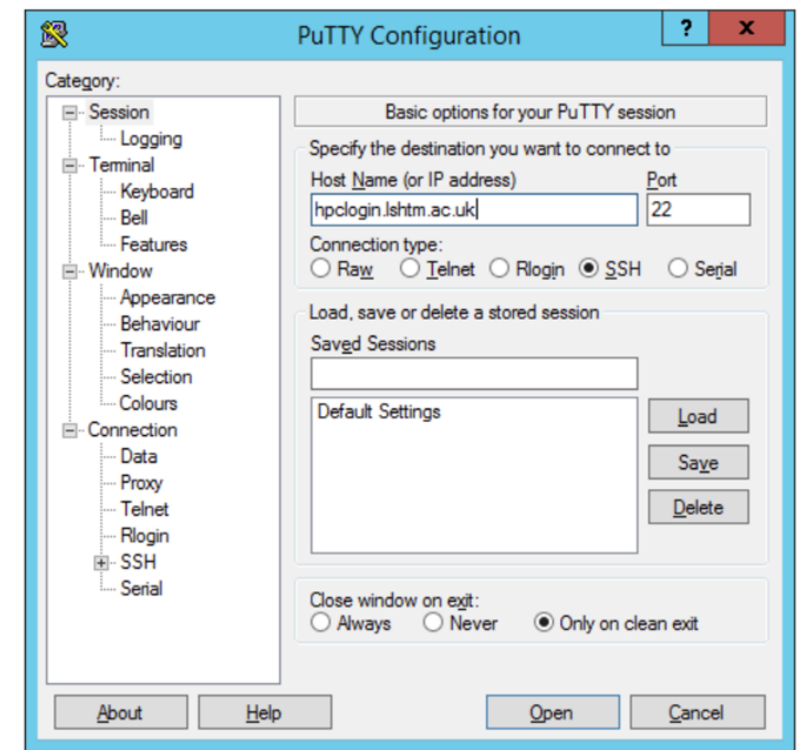 PuTTY Configuration
?
x
Category:
Session
Logging
Terminal
Keyboard
Bell
Features
Window
Appearance
Behaviour
Translation
Selection
Colours
Connection
Data
Proxy
Telnet
Rlogin
SSH
Serial
Basic options for your PuTTY session
Specify the destination you want to connect to
Host Name (or IP address) Port
hpclogin.lshtm.ac.uk 22
Connection type:
Raw Telnet Rlogin SSH Serial
Load, save or delete a stored session
Saved Sessions
Default Settings
Load
Save
Delete
Close window on exit:
Always Never Only on clean exit
About Help Open Cancel